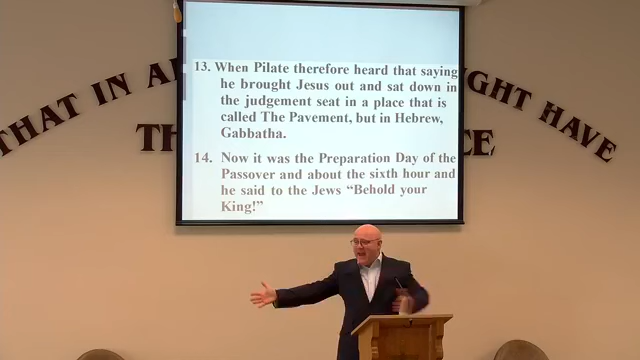 13. When Pilate therefore heard that saying
he brought Jesus out and sat down in
the judgement seat in a place that is
called The Pavement, but in Hebrew,
Gabbatha.
14. Now it was the Preparation Day of the
Passover and about the sixth hour and
he said to the Jews “Behold your
King!”
THAT IN
HAVE